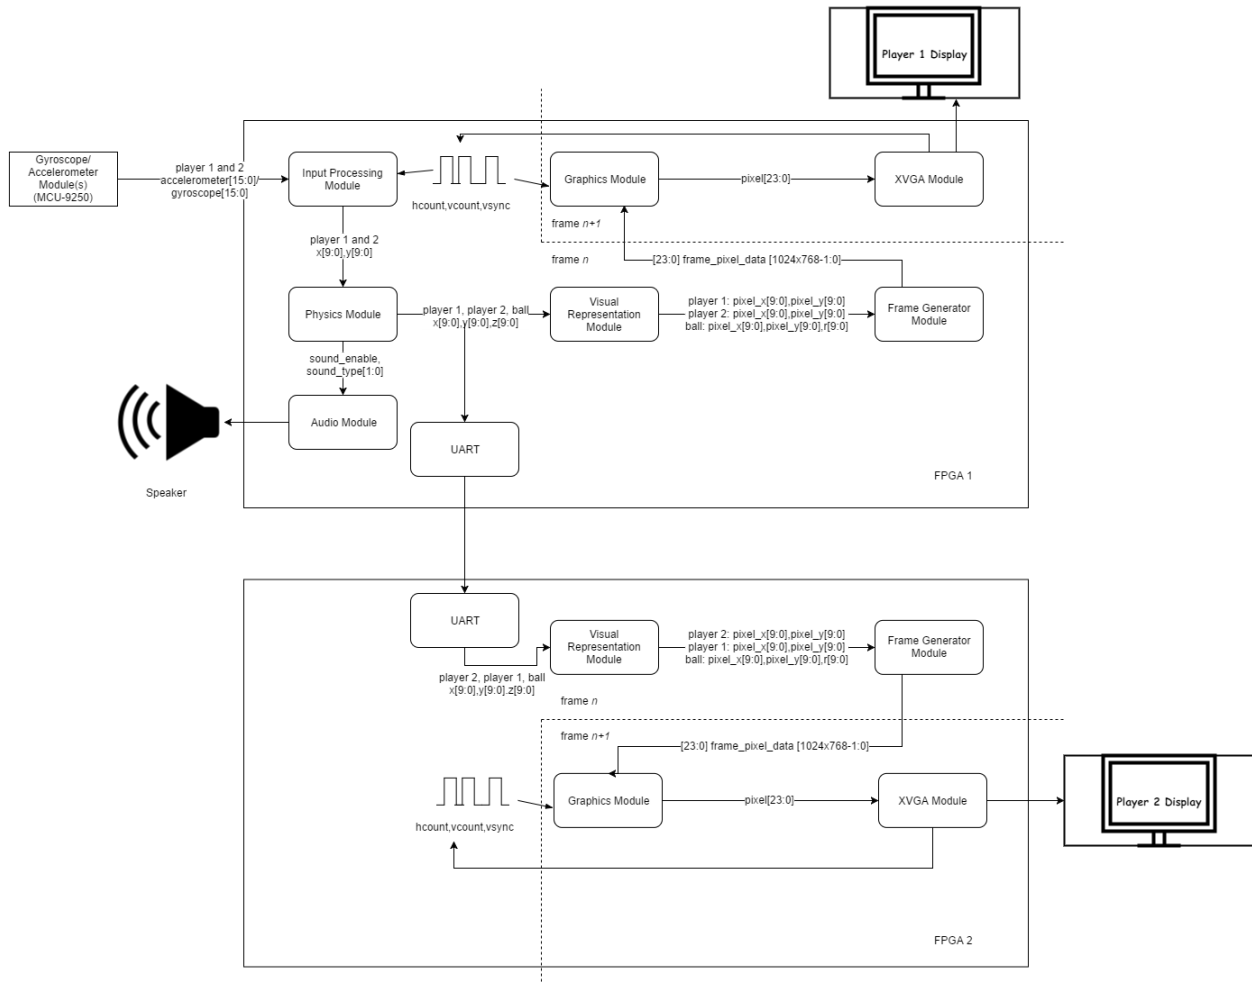 Player 1 Display
Gyroscope/
Accelerometer
Module(s)
(MCU-9250)
player 1 and 2
accelerometer[15:0]/
gyroscope[15:0]
Input Processing
Module
hcount,vcount,vsync
Graphics Module
pixel[23:0]
XVGA Module
frame n+1
player 1 and 2
x[9:0],y[9:0]
frame n
[23:0] frame_pixel_data [1024x768-1:0]
Physics Module
player 1, player 2, ball
x[9:0],y[9:0],z[9:0]
Visual
Representation
Module
player 1: pixel_x[9:0],pixel_y[9:0]
player 2: pixel_x[9:0],pixel_y[9:0]
ball: pixel_x[9:0],pixel_y[9:0],r[9:0]
Frame Generator
Module
sound_enable,
sound_type[1:0]
Audio Module
UART
Speaker
FPGA 1
UART
Visual
Representation
Module
player 2: pixel_x[9:0],pixel_y[9:0]
player 1: pixel_x[9:0],pixel_y[9:0]
ball: pixel_x[9:0],pixel_y[9:0],r[9:0]
Frame Generator
Module
player 2, player 1, ball
x[9:0],y[9:0].z[9:0]
frame n
frame n+1
[23:0] frame_pixel_data [1024x768-1:0]
hcount,vcount,vsync
Graphics Module
pixel[23:0]
XVGA Module
Player 2 Display
FPGA 2